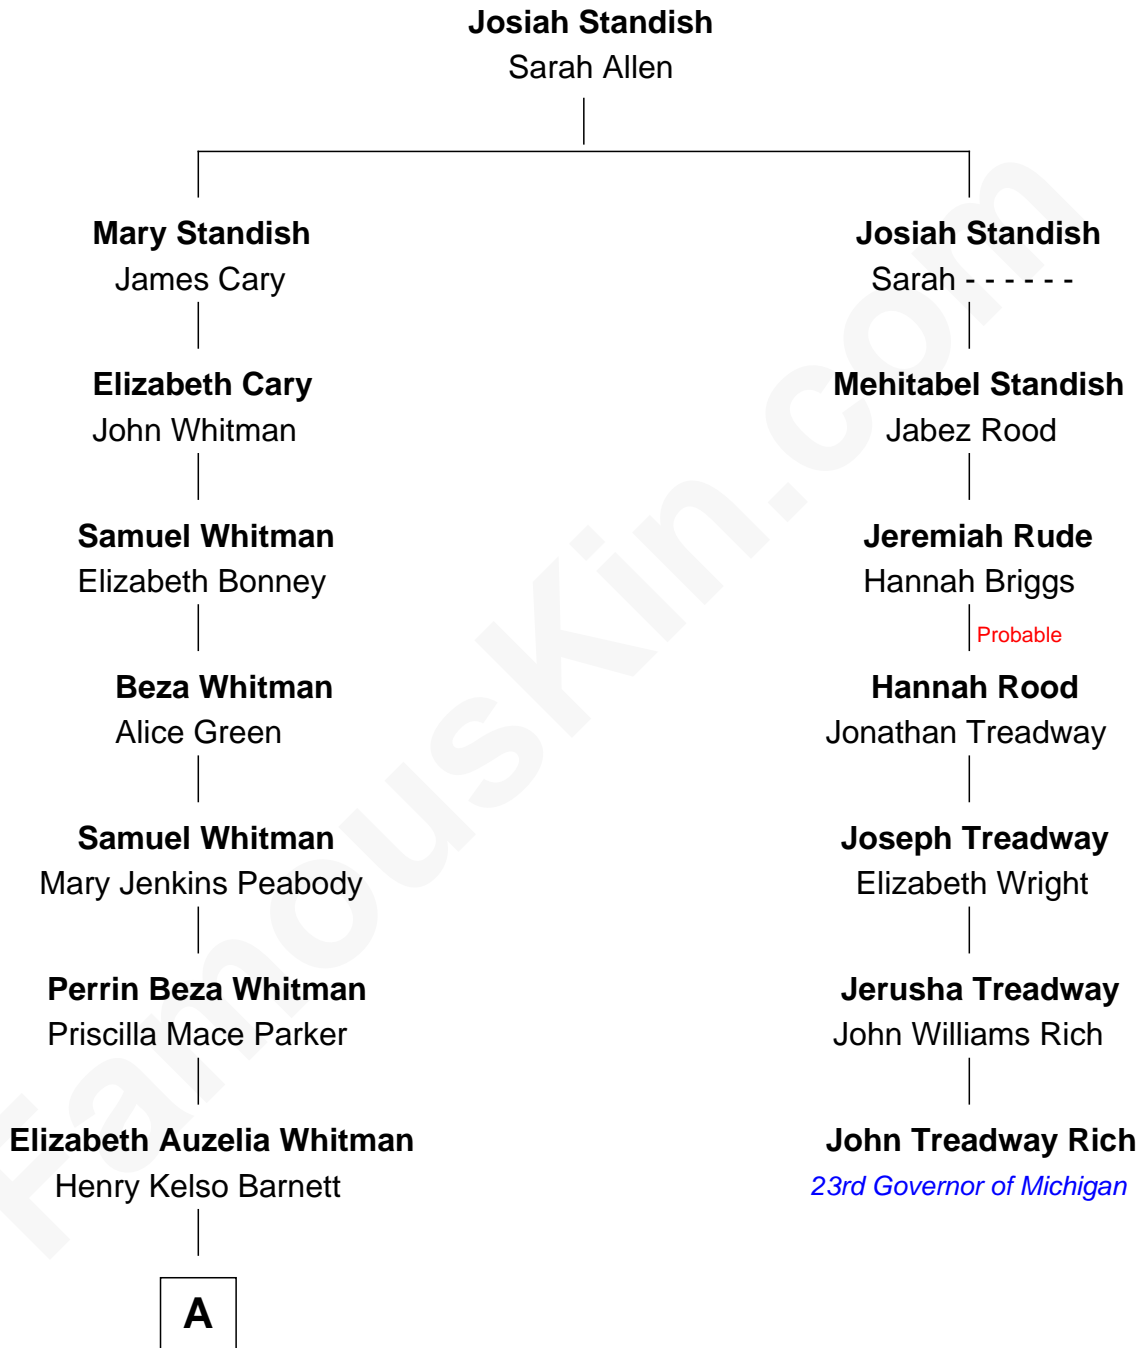 Josiah Standish
Sarah Allen
Mary Standish
James Cary
Josiah Standish
Sarah - - - - - -
Elizabeth Cary
John Whitman
Mehitabel Standish
Jabez Rood
Samuel Whitman
Elizabeth Bonney
Jeremiah Rude
Hannah Briggs
Probable
Beza Whitman
Alice Green
Hannah Rood
Jonathan Treadway
Samuel Whitman
Mary Jenkins Peabody
Joseph Treadway
Elizabeth Wright
Perrin Beza Whitman
Priscilla Mace Parker
Jerusha Treadway
John Williams Rich
Elizabeth Auzelia Whitman
Henry Kelso Barnett
John Treadway Rich
23rd Governor of Michigan
A
FamousKin.com